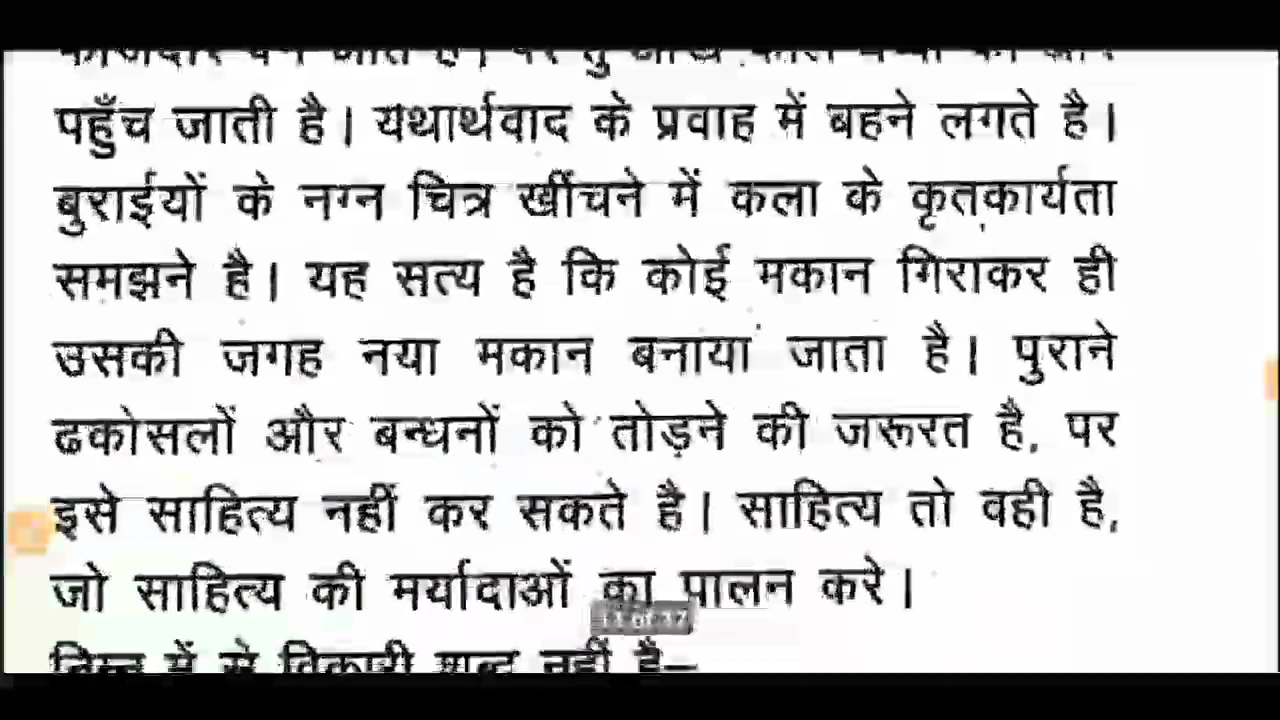 पहुँच जाती है। यथार्थवाद के प्रवाह में बहने लगते है।
बुराईयों के नग्न चित्र खींचने में कला के कृतकार्यता
समझने है। यह सत्य है कि कोई मकान गिराकर ही
उसकी जगह नया मकान बनाया जाता है। पुराने
ढकोसलों और बन्धनों को तोड़ने की जरूरत है, पर
इसे साहित्य नहीं कर सकते है। साहित्य तो वही है,
जो साहित्य की मर्यादाओं का पालन करे।
निम्न में से विकारी शब्द नहीं है–